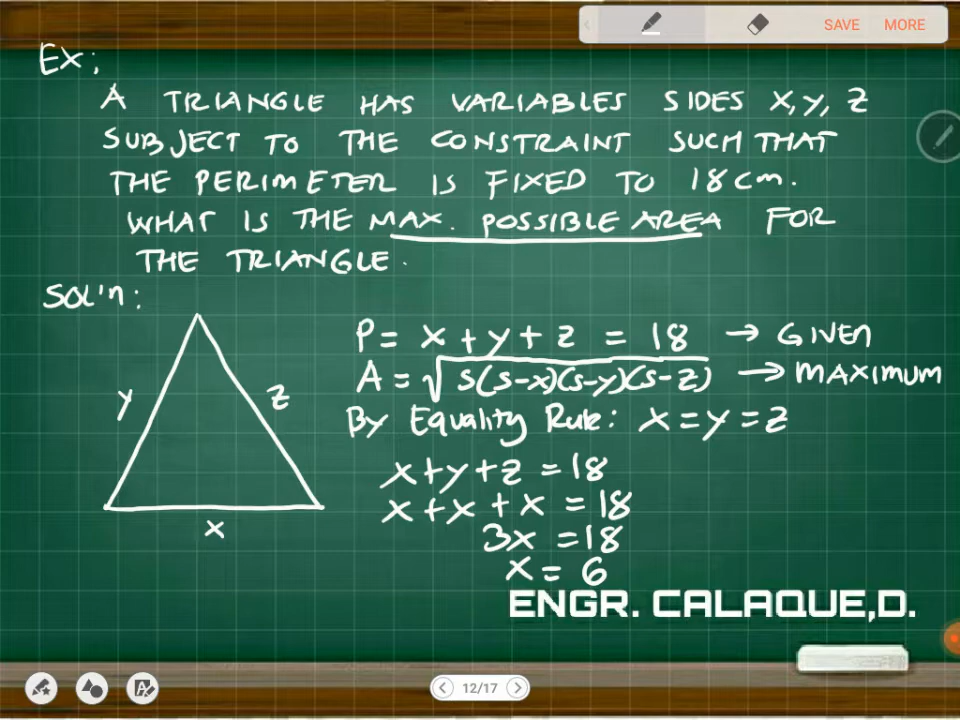 SAVE MORE
Ex:
A TRIANGLE HAS VARIABLES SIDES X, Y, Z
SUBJECT TO THE CONSTRAINT SUCH THAT
THE PERIMETER IS FIXED TO 18cm.
WHAT IS THE MAX. POSSIBLE AREA FOR
THE TRIANGLE.
SOL'n:
P = x + y + z = 18 → GIVEN
A = √s(s-x)(s-y)(s-z) → MAXIMUM
y
z
x
By Equality Rule: x = y = z
x + y + z = 18
x + x + x = 18
3x = 18
x = 6
ENGR. CALAQUE,D.
12/17